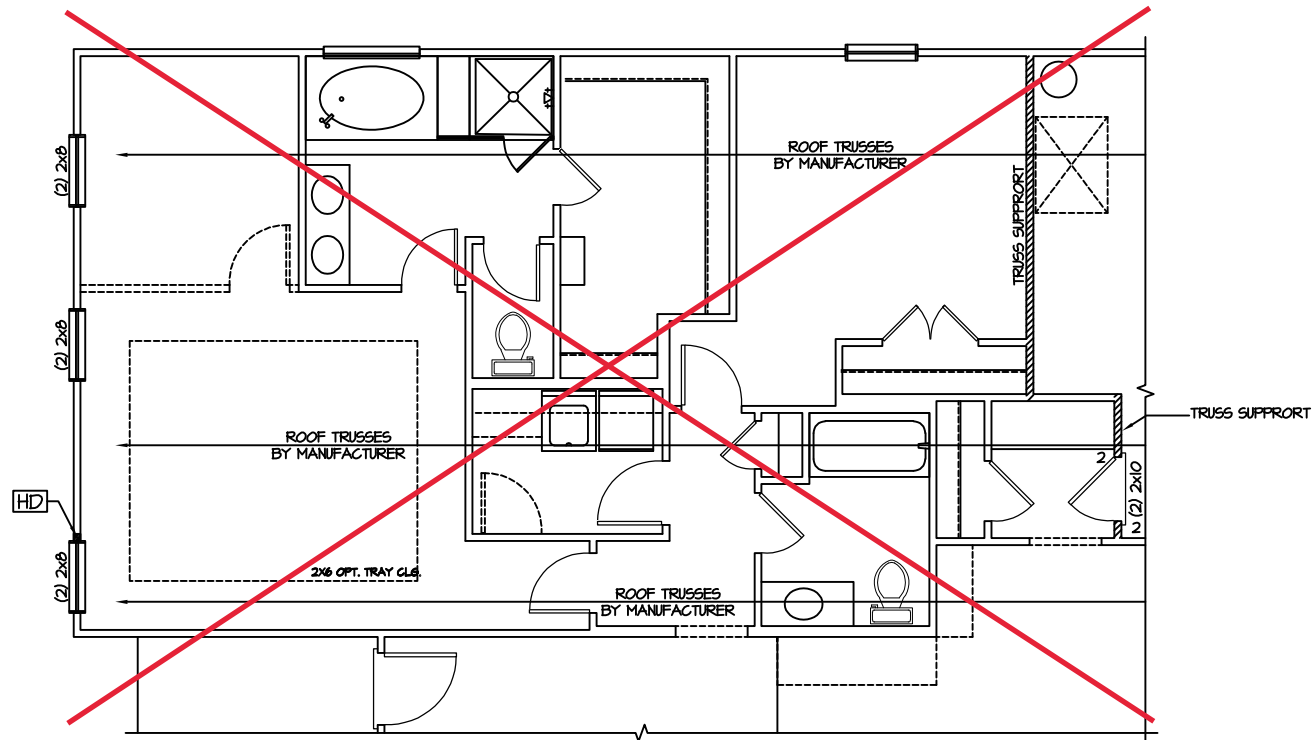 (2) 2x8
ROOF TRUSSES
BY MANUFACTURER
TRUSS SUPPRORT
(2) 2x8
TRUSS SUPPRORT
ROOF TRUSSES
BY MANUFACTURER
2
(2) 2x10
2
HD
(2) 2x8
2X6 OPT. TRAY CLG.
ROOF TRUSSES
BY MANUFACTURER